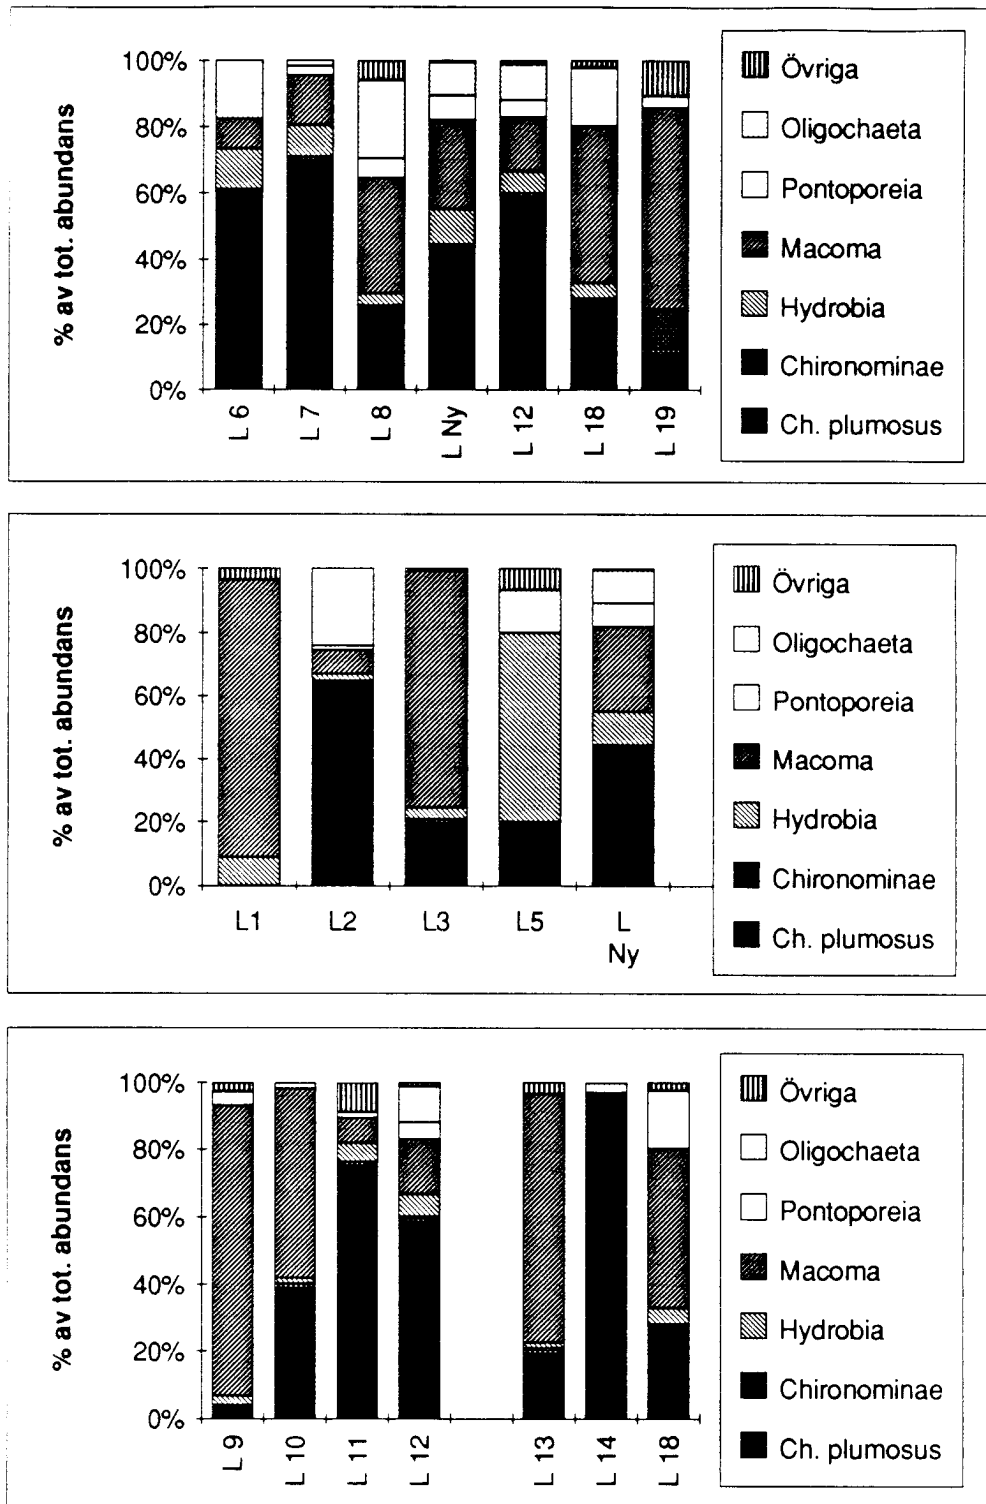 % av tot. abundans
100%
80%
60%
40%
20%
0%
L 6
L 7
L 8
L Ny
L 12
L 18
L 19
Övriga
Oligochaeta
Pontoporeia
Macoma
Hydrobia
Chironominae
Ch. plumosus
% av tot. abundans
100%
80%
60%
40%
20%
0%
L1
L2
L3
L5
L
Ny
Övriga
Oligochaeta
Pontoporeia
Macoma
Hydrobia
Chironominae
Ch. plumosus
% av tot. abundans
100%
80%
60%
40%
20%
0%
L 9
L 10
L 11
L 12
L 13
L 14
L 18
Övriga
Oligochaeta
Pontoporeia
Macoma
Hydrobia
Chironominae
Ch. plumosus